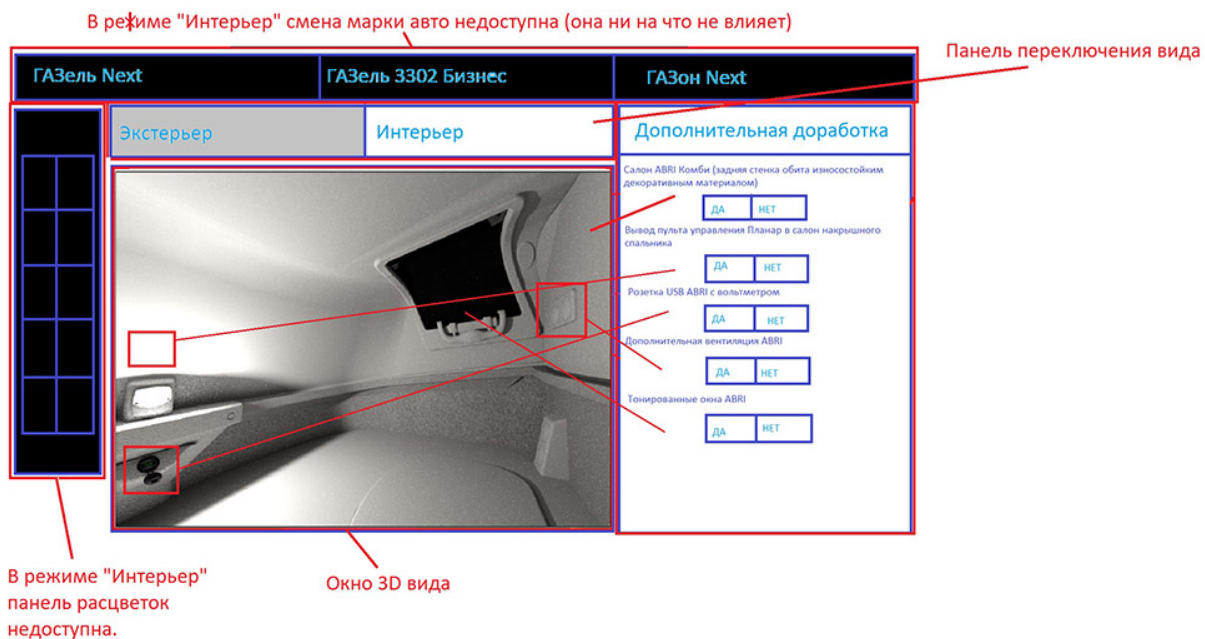 В режиме "Интерьер" смена марки авто недоступна (она ни на что не влияет)
Панель переключения вида
ГАЗель Next
ГАЗель 3302 Бизнес
ГАЗон Next
Экстерьер
Интерьер
Дополнительная доработка
Салон ABRI Комби (задняя стенка обита износостойким
декоративным материалом)
ДА
НЕТ
Вывод пульта управления Планар в салон накрышного
спальника
ДА
НЕТ
Розетка USB ABRI с вольтметром
ДА
НЕТ
Дополнительная вентиляция ABRI
ДА
НЕТ
Тонированные окна ABRI
ДА
НЕТ
Окно 3D вида
В режиме "Интерьер"
панель расцветок
недоступна.